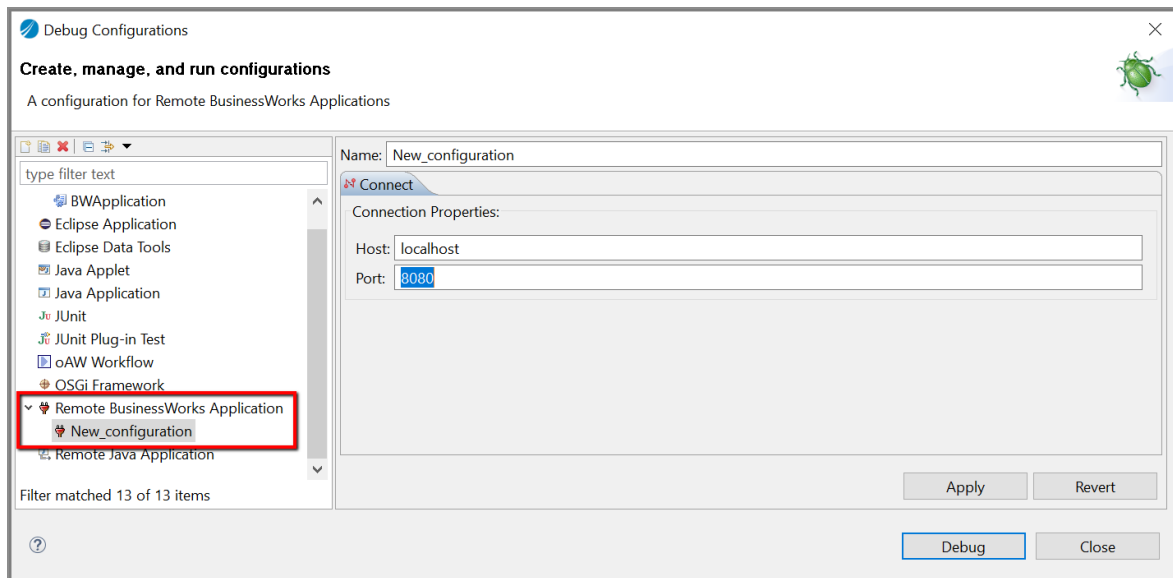 Debug Configurations
Create, manage, and run configurations
A configuration for Remote BusinessWorks Applications
type filter text
BWApplication
Eclipse Application
Eclipse Data Tools
Java Applet
Java Application
JUnit
JUnit Plug-in Test
oAW Workflow
OSGi Framework
Remote BusinessWorks Application
New_configuration
Remote Java Application
Filter matched 13 of 13 items
Name: New_configuration
Connect
Connection Properties:
Host: localhost
Port: 8080
Apply Revert
Debug Close